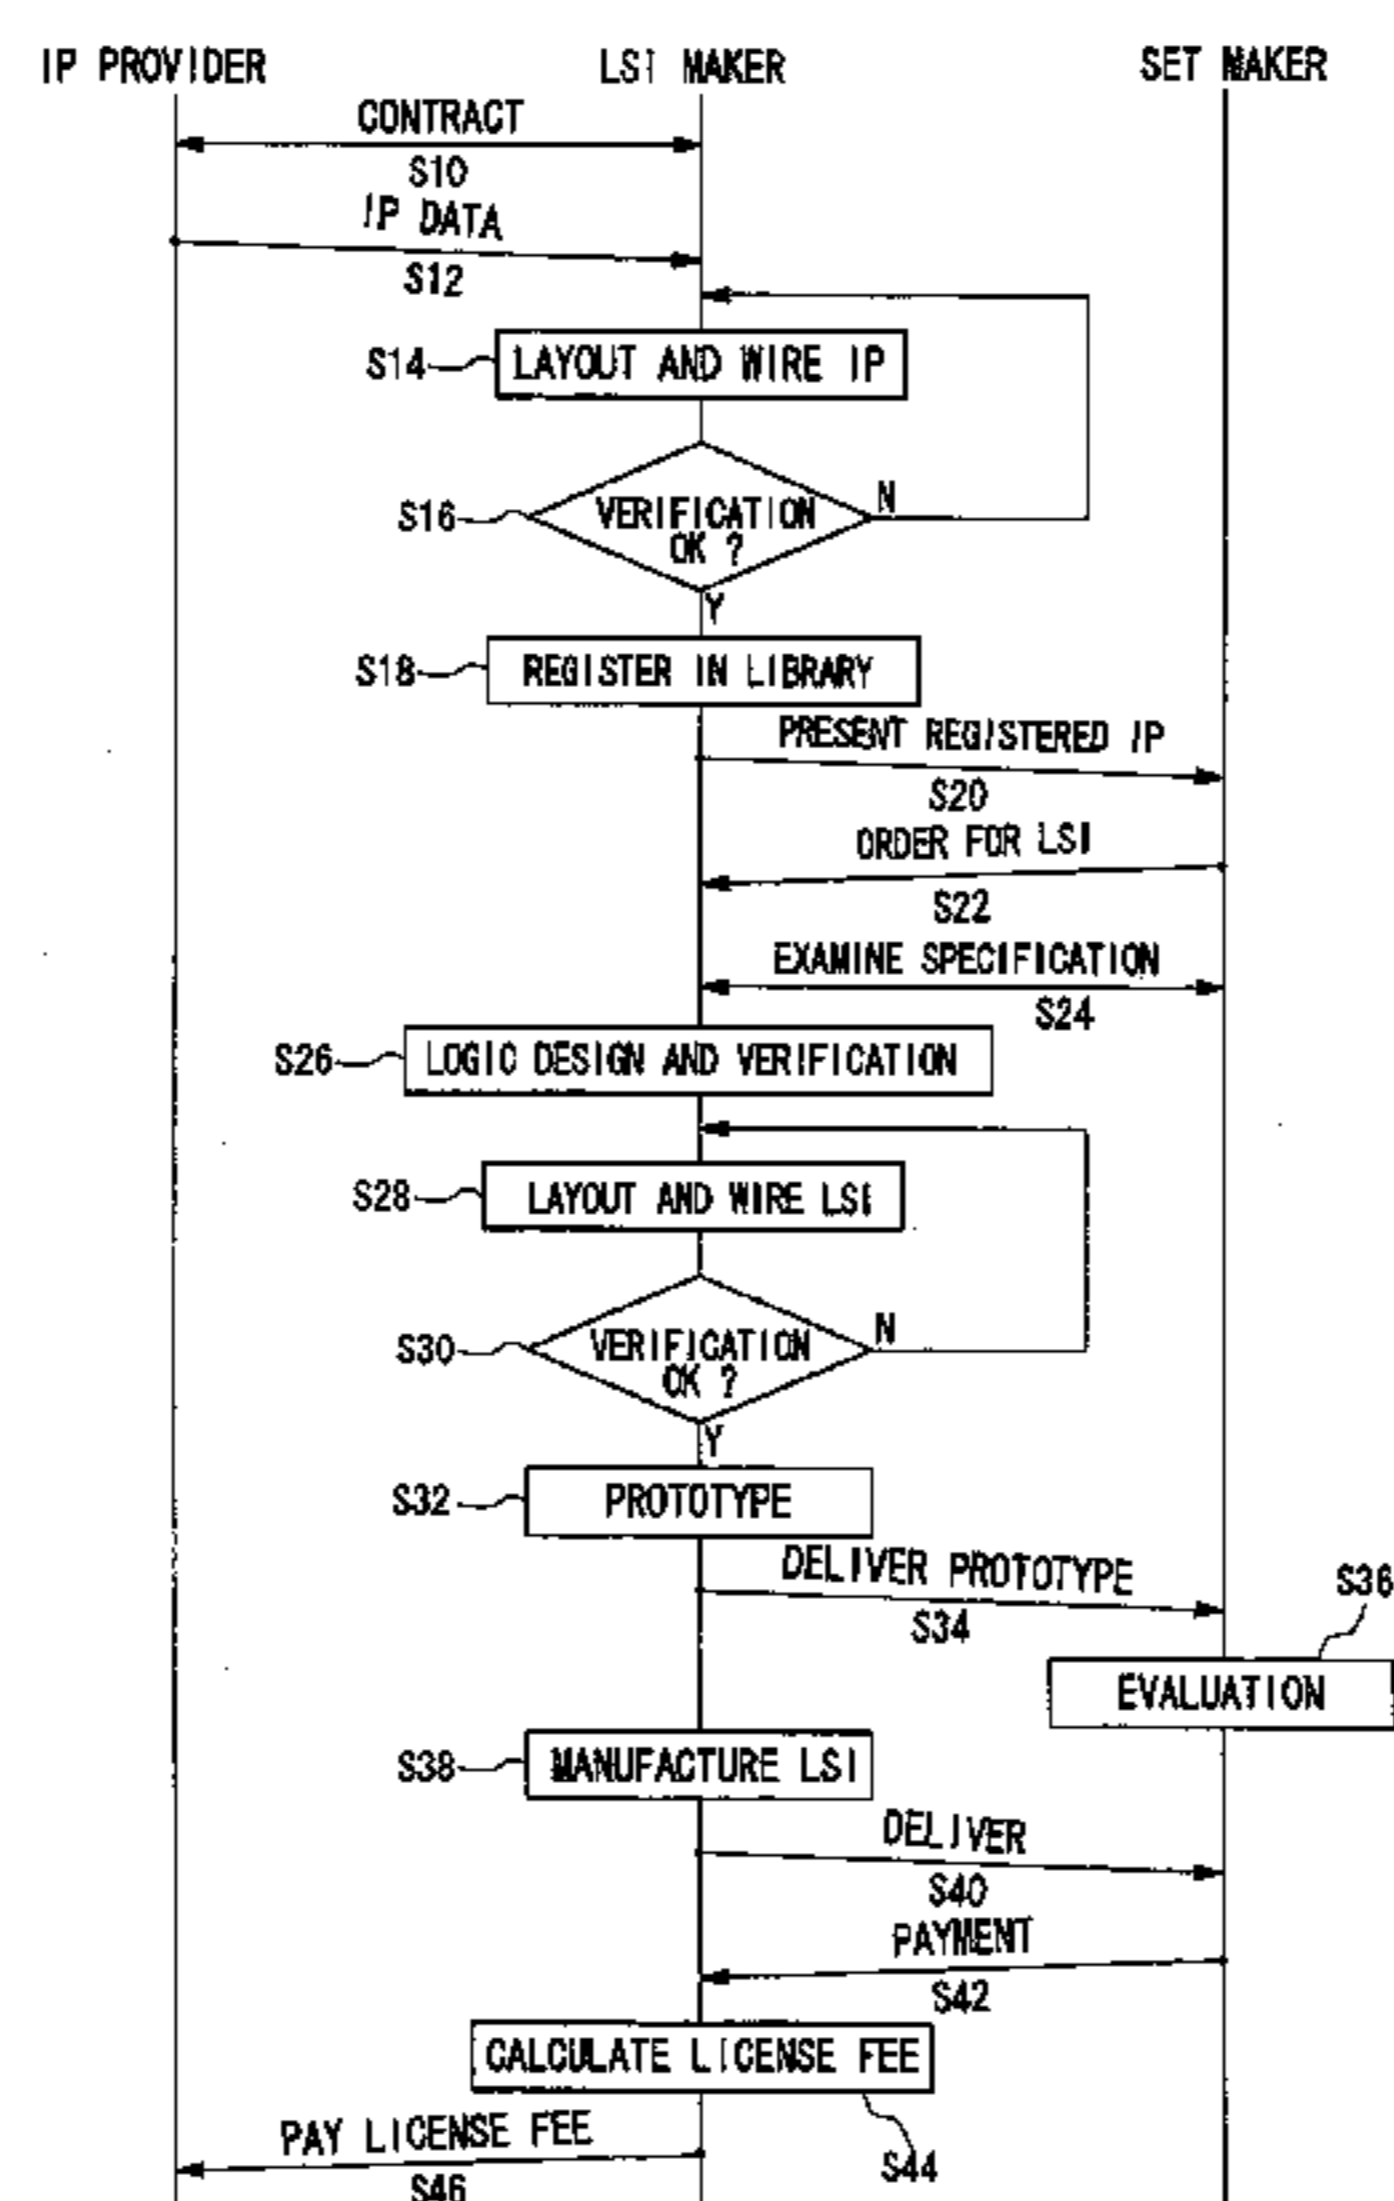 IP PROVIDER LSI MAKER SET MAKER
CONTRACT
S10
IP DATA
S12
S14 LAYOUT AND WIRE IP
S16 VERIFICATION N
OK ?
Y
S18 REGISTER IN LIBRARY
PRESENT REGISTERED IP
S20
ORDER FOR LSI
S22
EXAMINE SPECIFICATION
S24
S26 LOGIC DESIGN AND VERIFICATION
S28 LAYOUT AND WIRE LSI
S30 VERIFICATION N
OK ?
Y
S32 PROTOTYPE
DELIVER PROTOTYPE
S34
S36
EVALUATION
S38 MANUFACTURE LSI
DELIVER
S40
PAYMENT
S42
CALCULATE LICENSE FEE
S44
PAY LICENSE FEE
S46